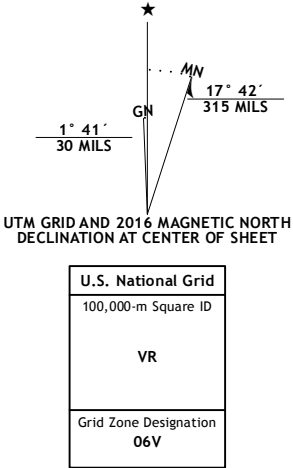 ★
MN
GN
17° 42´
315 MILS
1° 41´
30 MILS
UTM GRID AND 2016 MAGNETIC NORTH
DECLINATION AT CENTER OF SHEET
U.S. National Grid
100,000-m Square ID
VR
Grid Zone Designation
06V